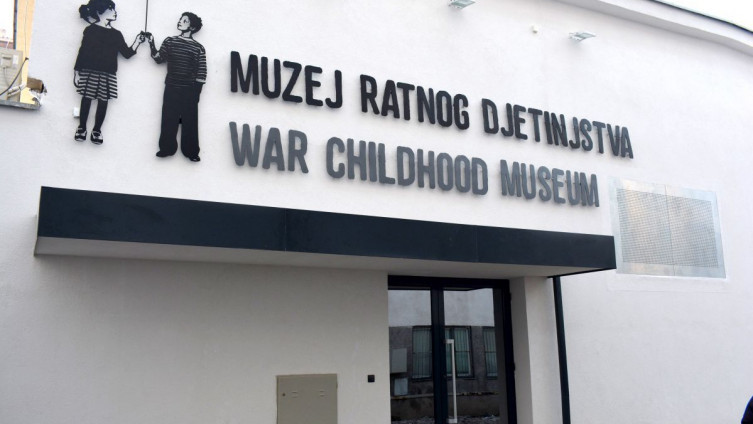 MUZEJ RATNOG DJETINJSTVA
WAR CHILDHOOD MUSEUM